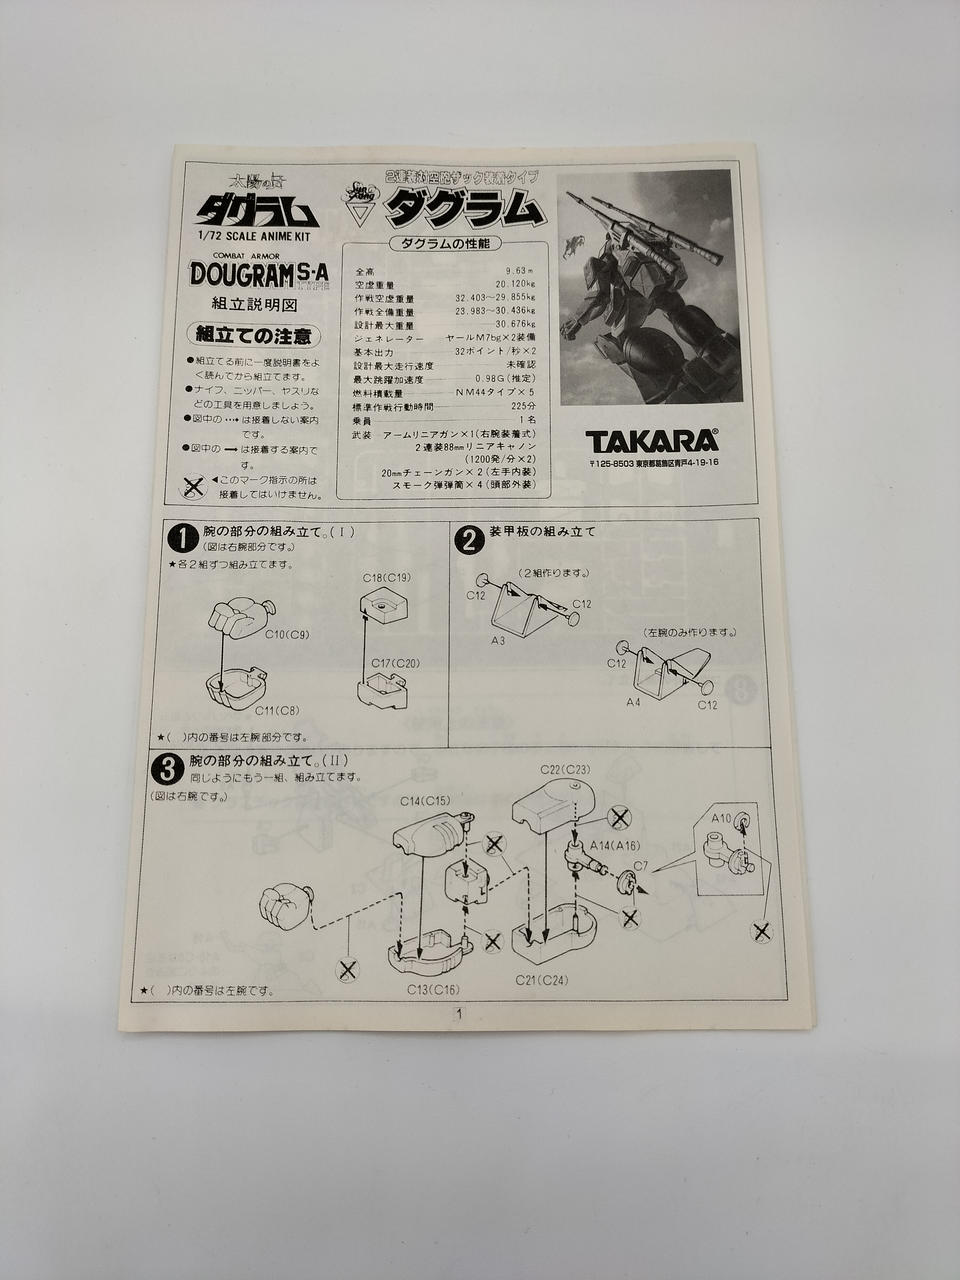 太陽の牙
ダグラム
1/72 SCALE ANIME KIT
COMBAT ARMOR
DOUGRAM S-A
TYPE
組立説明図
組立ての注意
●組立てる前に一度説明書をよ
く読んでから組立てます。
●ナイフ、ニッパー、ヤスリな
どの工具を用意しましょう。
●図中の····は接着しない案内
です。
●図中の→は接着する案内で
す。
◀このマーク指示の所は
接着してはいけません。
2連装対空砲ザック装着タイプ
ダグラム
ダグラムの性能
全高 9.63m
空虚重量 20.120kg
作戦空虚重量 32.403〜29.855kg
作戦全備重量 23.983〜30.436kg
設計最大重量 30.676kg
ジェネレーター ヤールM7bg×2装備
基本出力 32ポイント/秒×2
設計最大走行速度 未確認
最大跳躍加速度 0.98G(推定)
燃料積載量 NM44タイプ×5
標準作戦行動時間 225分
乗員 1名
武装 アームリニアガン×1(右腕装着式)
2連装88mmリニアキャノン
(1200発/分×2)
20mmチェーンガン×2(左手内装)
スモーク弾弾筒×4(頭部外装)
TAKARA®
〒125-8503 東京都葛飾区青戸4-19-16
1 腕の部分の組み立て。(I)
(図は右腕部分です。)
★各2組ずつ組み立てます。
C18(C19)
C10(C9)
C17(C20)
C11(C8)
★( )内の番号は左腕部分です。
2 装甲板の組み立て
(2組作ります。)
C12
C12
A3
(左腕のみ作ります。)
C12
A4
C12
3 腕の部分の組み立て。(II)
同じようにもう一組、組み立てます。
(図は右腕です。)
C22(C23)
C14(C15)
A10
A14(A16)
C7
C21(C24)
C13(C16)
★( )内の番号は左腕です。
1